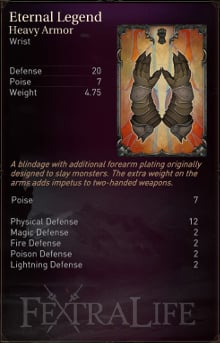 Eternal Legend
Heavy Armor
Wrist
Defense 20
Poise 7
Weight 4.75
A blindage with additional forearm plating originally
designed to slay monsters. The extra weight on the
arms adds impetus to two-handed weapons.
Poise 7
Physical Defense 12
Magic Defense 2
Fire Defense 2
Poison Defense 2
Lightning Defense 2
FEXTRALIFE